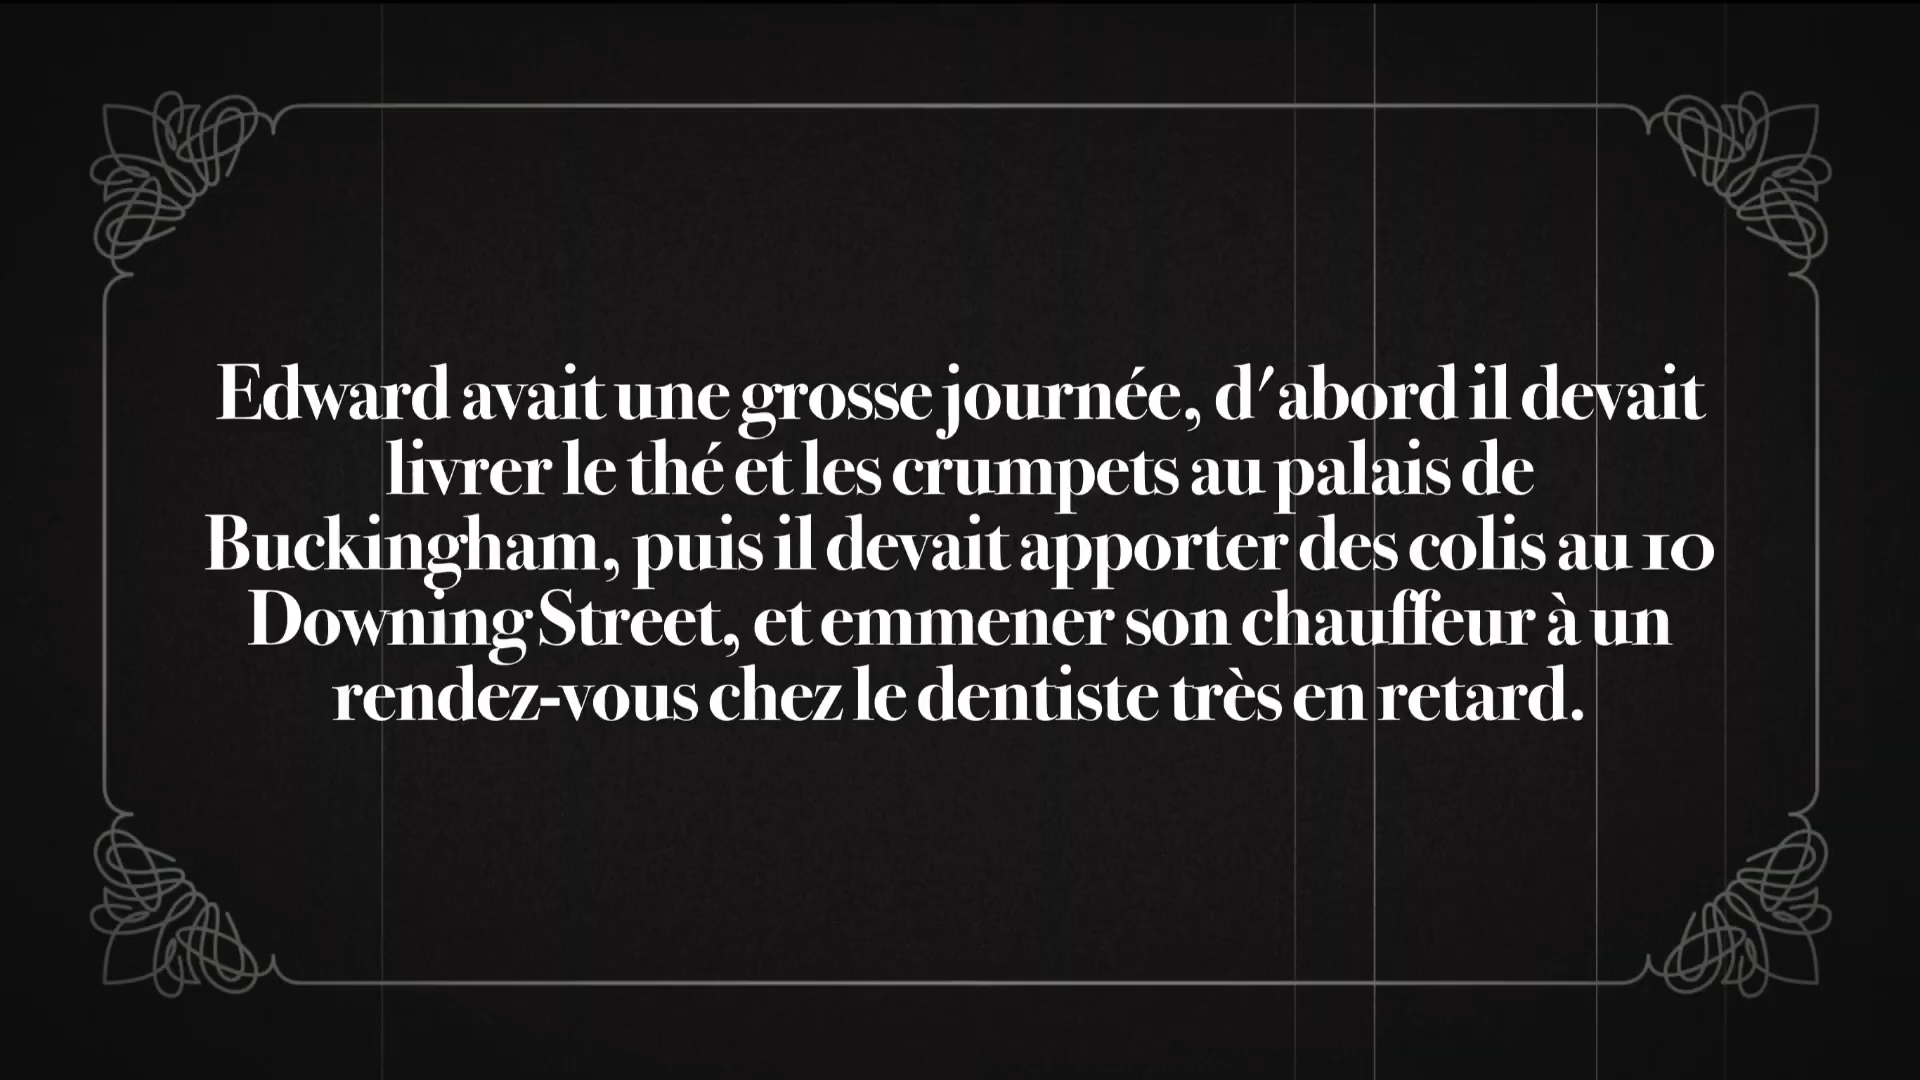 Edward avait une grosse journée, d'abord il devait
livrer le thé et les crumpets au palais de
Buckingham, puis il devait apporter des colis au 10
Downing Street, et emmener son chauffeur à un
rendez-vous chez le dentiste très en retard.